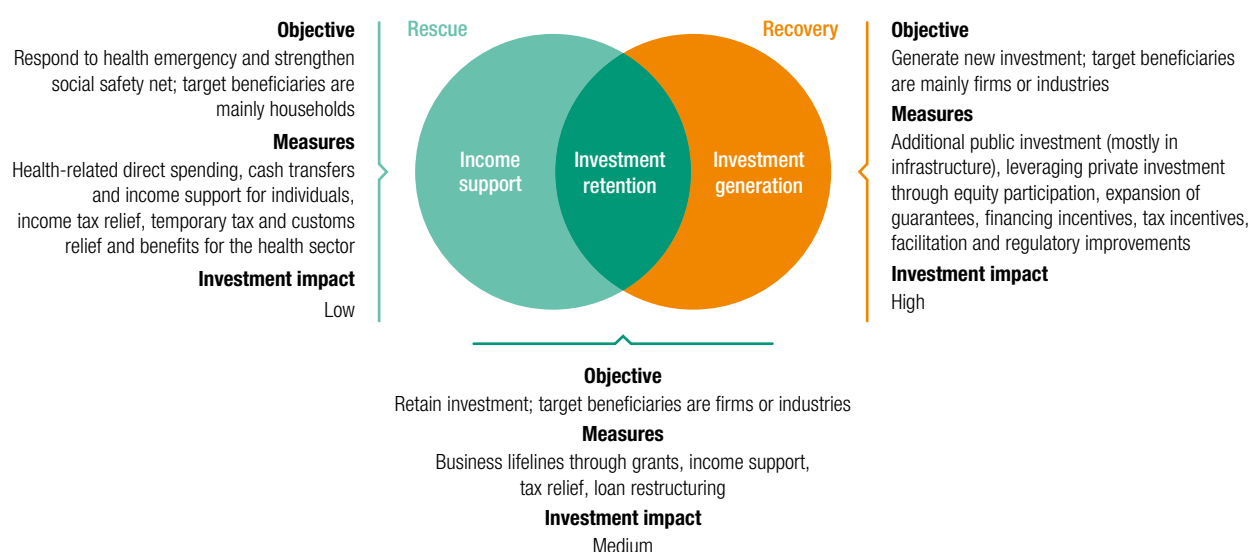 Objective
Respond to health emergency and strengthen
social safety net; target beneficiaries are
mainly households
Measures
Health-related direct spending, cash transfers
and income support for individuals,
income tax relief, temporary tax and customs
relief and benefits for the health sector
Investment impact
Low
Rescue
Recovery
Income
support
Investment
retention
Investment
generation
Objective
Generate new investment; target beneficiaries
are mainly firms or industries
Measures
Additional public investment (mostly in
infrastructure), leveraging private investment
through equity participation, expansion of
guarantees, financing incentives, tax incentives,
facilitation and regulatory improvements
Investment impact
High
Objective
Retain investment; target beneficiaries are firms or industries
Measures
Business lifelines through grants, income support,
tax relief, loan restructuring
Investment impact
Medium